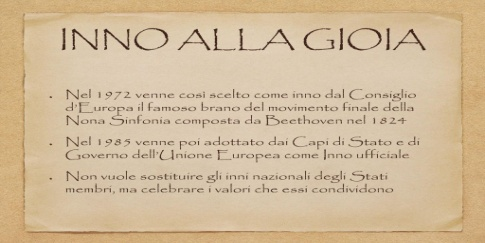 INNO ALLA GIOIA
. Nel 1972 venne così scelto come inno dal Consiglio
d'Europa il famoso brano del movimento finale della
Nona Sinfonia composta da Beethoven nel 1824
. Nel 1985 venne poi adottato dai Capi di Stato e di
Governo dell'Unione Europea come Inno ufficiale
. Non vuole sostituire gli inni nazionali degli Stati
membri, ma celebrare i valori che essi condividono